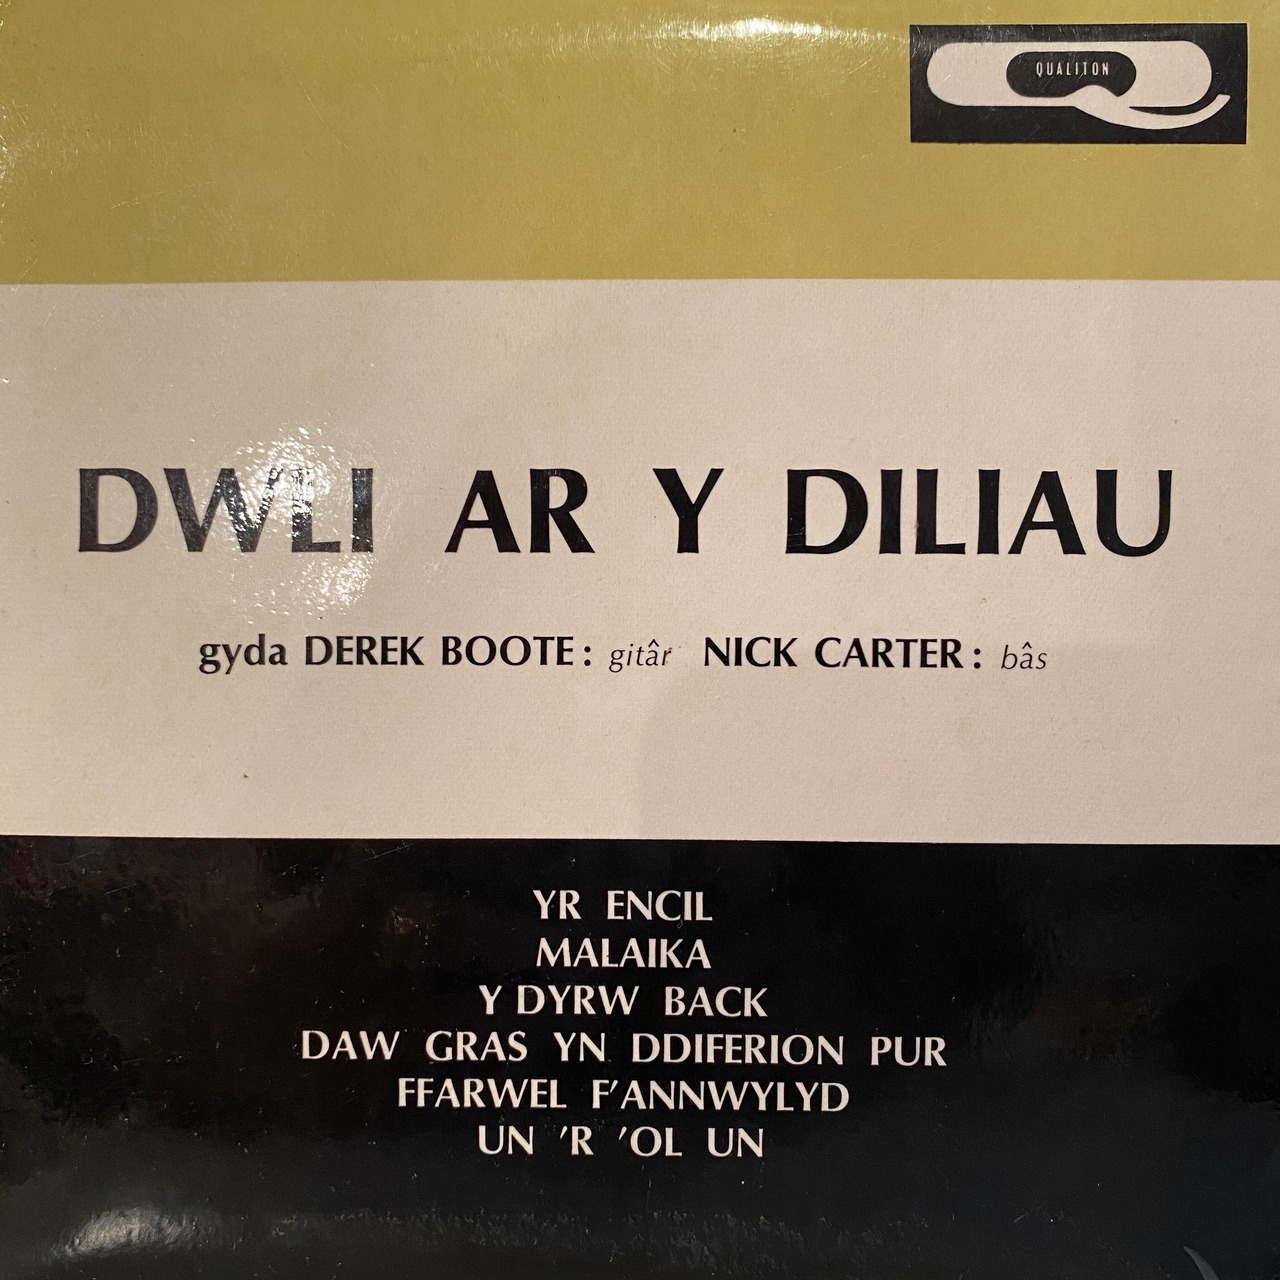 QUALITON
DWLI AR Y DILIAU
gyda DEREK BOOTE: gitâr NICK CARTER: bâs
YR ENCIL
MALAIKA
Y DYRW BACK
DAW GRAS YN DDIFERION PUR
FFARWEL F'ANNWYLYD
UN 'R 'OL UN